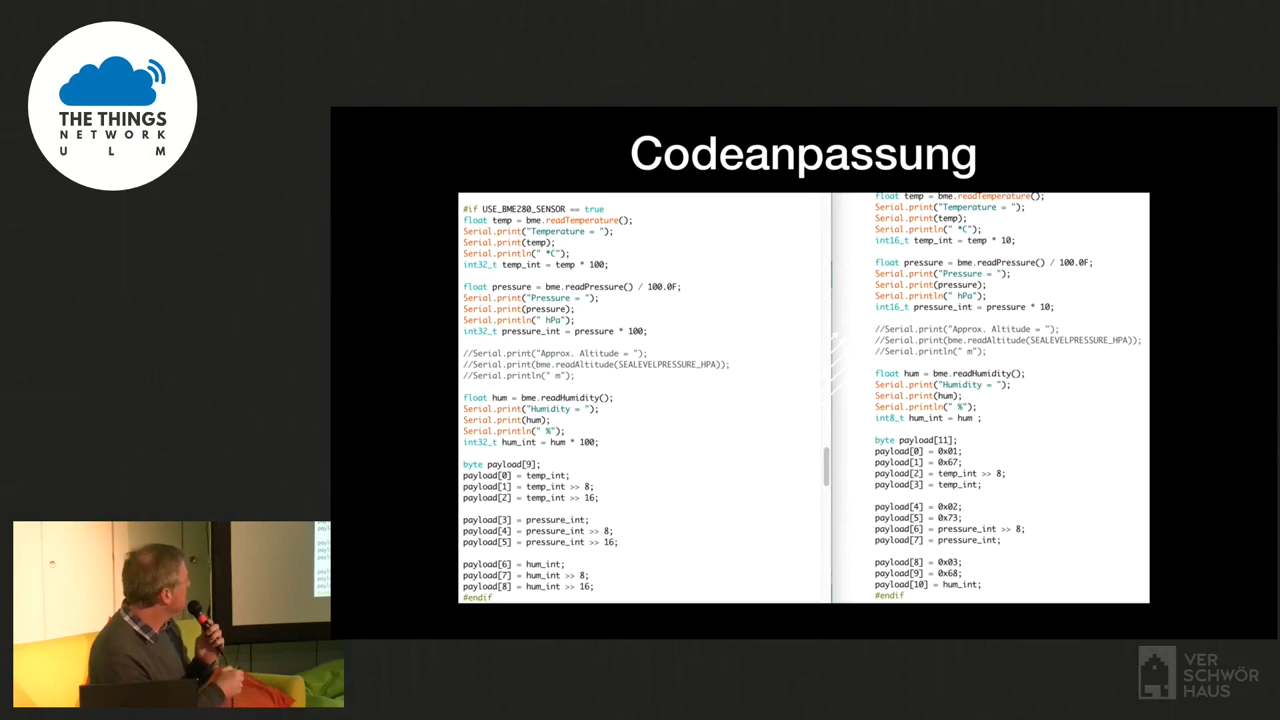 THE THINGS
NETWORK
ULM
Codeanpassung
#if USE_BME280_SENSOR == true
float temp = bme.readTemperature();
Serial.print("Temperature = ");
Serial.print(temp);
Serial.println(" *C");
int32_t temp_int = temp * 100;
float pressure = bme.readPressure() / 100.0F;
Serial.print("Pressure = ");
Serial.print(pressure);
Serial.println(" hPa");
int32_t pressure_int = pressure * 100;
//Serial.print("Approx. Altitude = ");
//Serial.print(bme.readAltitude(SEALEVELPRESSURE_HPA));
//Serial.println(" m");
float hum = bme.readHumidity();
Serial.print("Humidity = ");
Serial.print(hum);
Serial.println(" %");
int32_t hum_int = hum * 100;
byte payload[9];
payload[0] = temp_int;
payload[1] = temp_int >> 8;
payload[2] = temp_int >> 16;
payload[3] = pressure_int;
payload[4] = pressure_int >> 8;
payload[5] = pressure_int >> 16;
payload[6] = hum_int;
payload[7] = hum_int >> 8;
payload[8] = hum_int >> 16;
#endif
float temp = bme.readTemperature();
Serial.print("Temperature = ");
Serial.print(temp);
Serial.println(" *C");
int16_t temp_int = temp * 10;
float pressure = bme.readPressure() / 100.0F;
Serial.print("Pressure = ");
Serial.print(pressure);
Serial.println(" hPa");
int16_t pressure_int = pressure * 10;
//Serial.print("Approx. Altitude = ");
//Serial.print(bme.readAltitude(SEALEVELPRESSURE_HPA));
//Serial.println(" m");
float hum = bme.readHumidity();
Serial.print("Humidity = ");
Serial.print(hum);
Serial.println(" %");
int8_t hum_int = hum ;
byte payload[11];
payload[0] = 0x01;
payload[1] = 0x67;
payload[2] = temp_int >> 8;
payload[3] = temp_int;
payload[4] = 0x02;
payload[5] = 0x73;
payload[6] = pressure_int >> 8;
payload[7] = pressure_int;
payload[8] = 0x03;
payload[9] = 0x68;
payload[10] = hum_int;
#endif
VER
SCHWÖR
HAUS